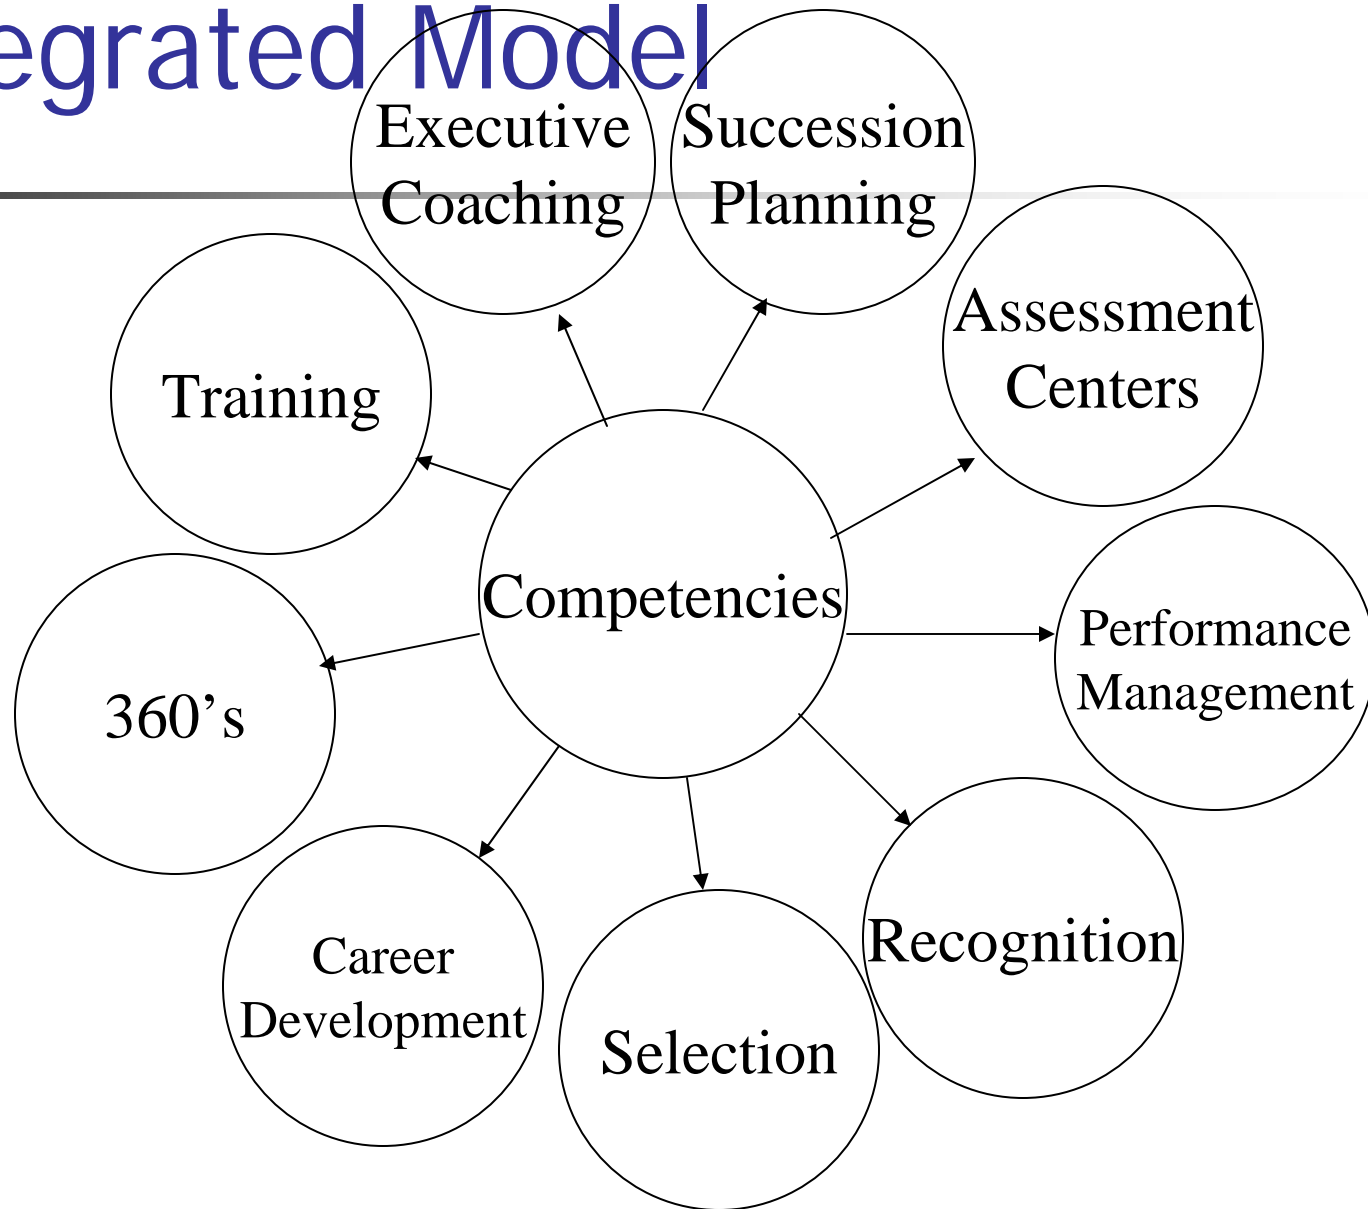 egrated Model
Executive
Coaching
Succession
Planning
Assessment
Centers
Training
Competencies
Performance
Management
360’s
Recognition
Career
Development
Selection